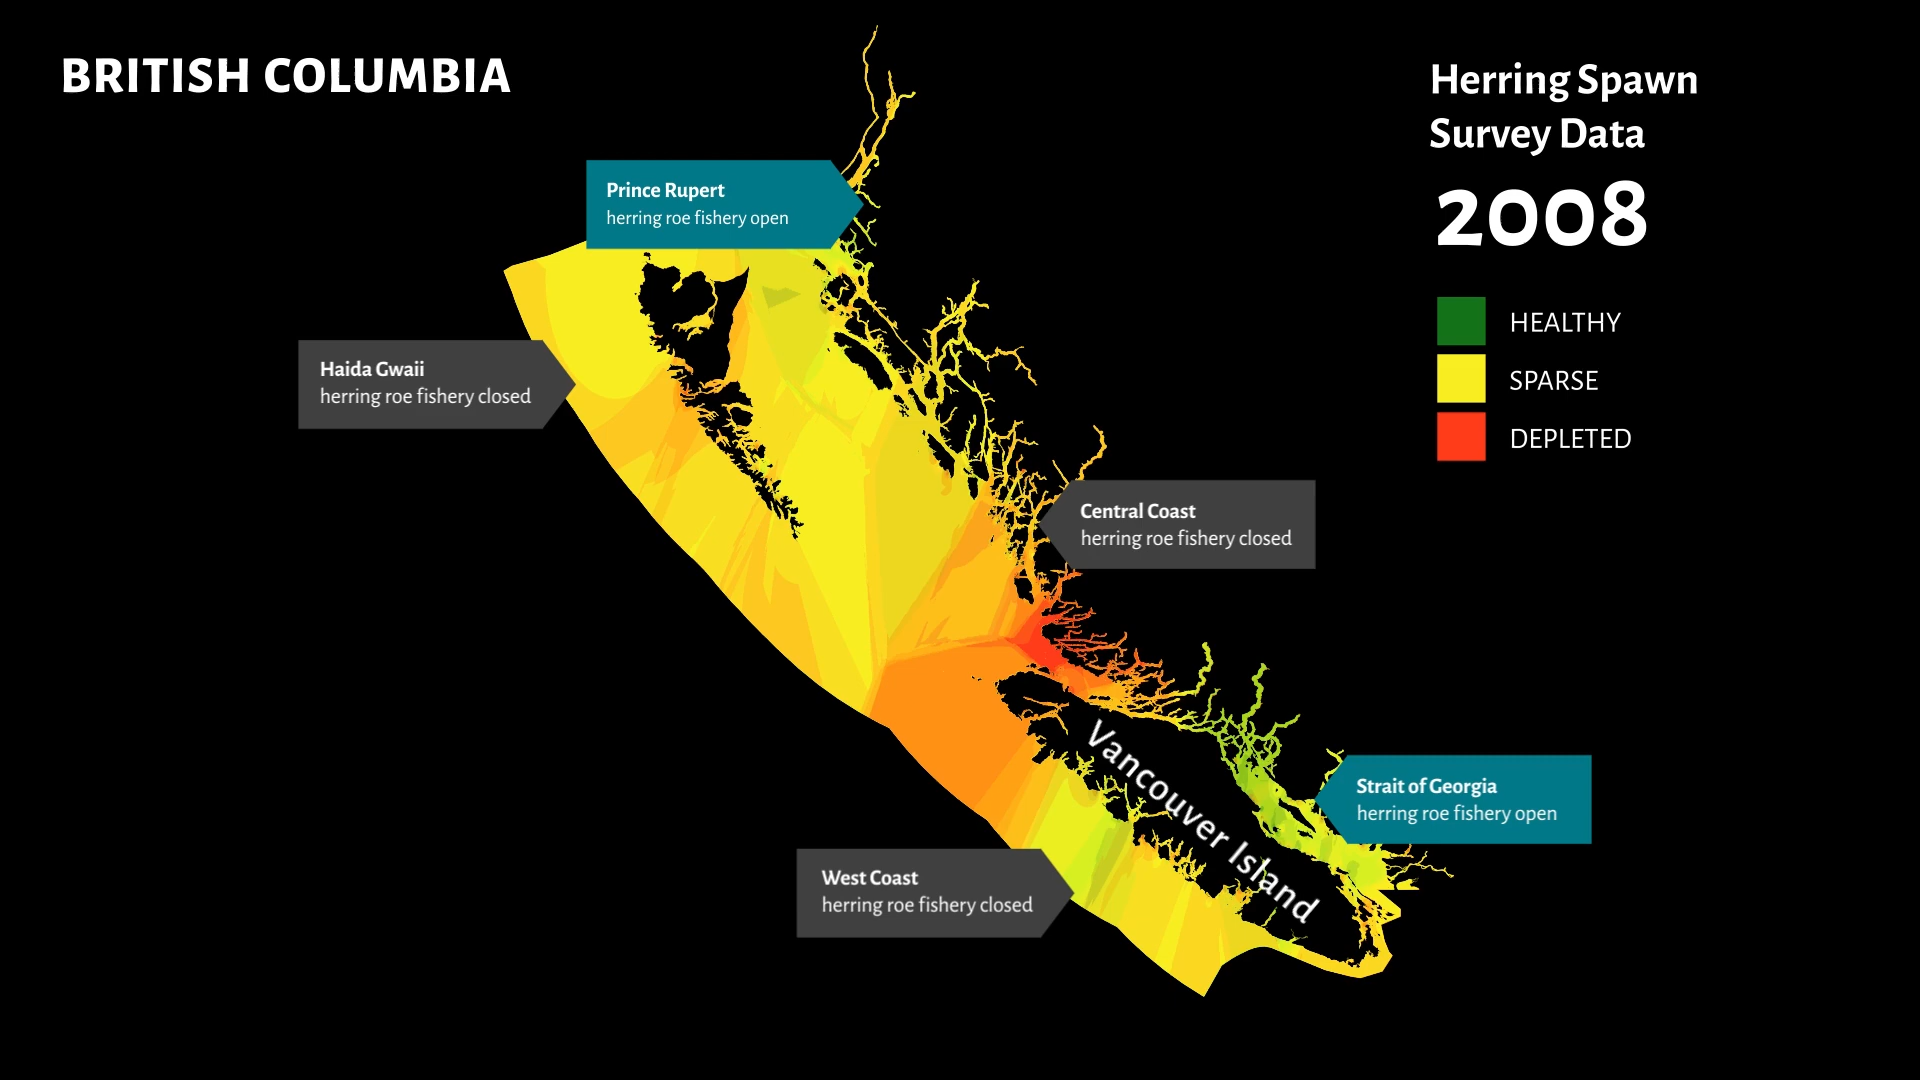 BRITISH COLUMBIA
Herring Spawn
Survey Data
2008
HEALTHY
SPARSE
DEPLETED
Prince Rupert
herring roe fishery open
Haida Gwaii
herring roe fishery closed
Central Coast
herring roe fishery closed
Vancouver Island
Strait of Georgia
herring roe fishery open
West Coast
herring roe fishery closed